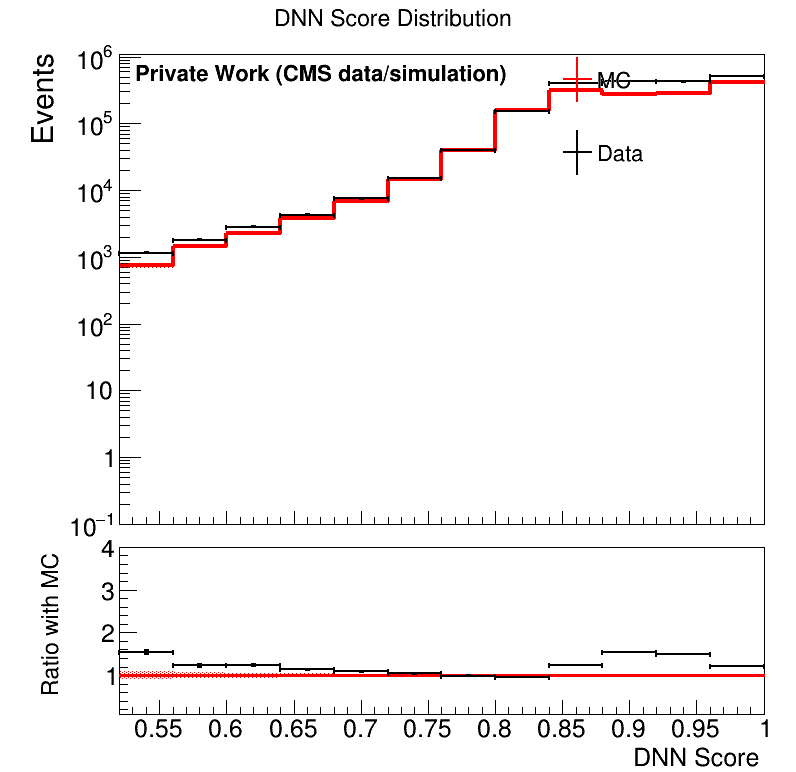 DNN Score Distribution
Events
Private Work (CMS data/simulation)
MC
Data
10^6
10^5
10^4
10^3
10^2
10
1
10^−1
Ratio with MC
4
3
2
1
0.55 0.6 0.65 0.7 0.75 0.8 0.85 0.9 0.95 1
DNN Score